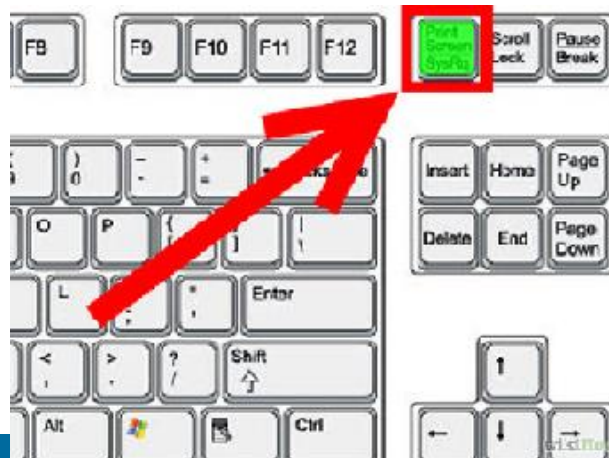 F8 F9 F10 F11 F12 Print Scroll Pause
Screen Lock Break
SysRq
) _ + Insert Home Page
0 - = Up
O P { Delete End Page
] \ Down
L : " Enter
; '
< > ? Shift
, . /
Alt Ctrl